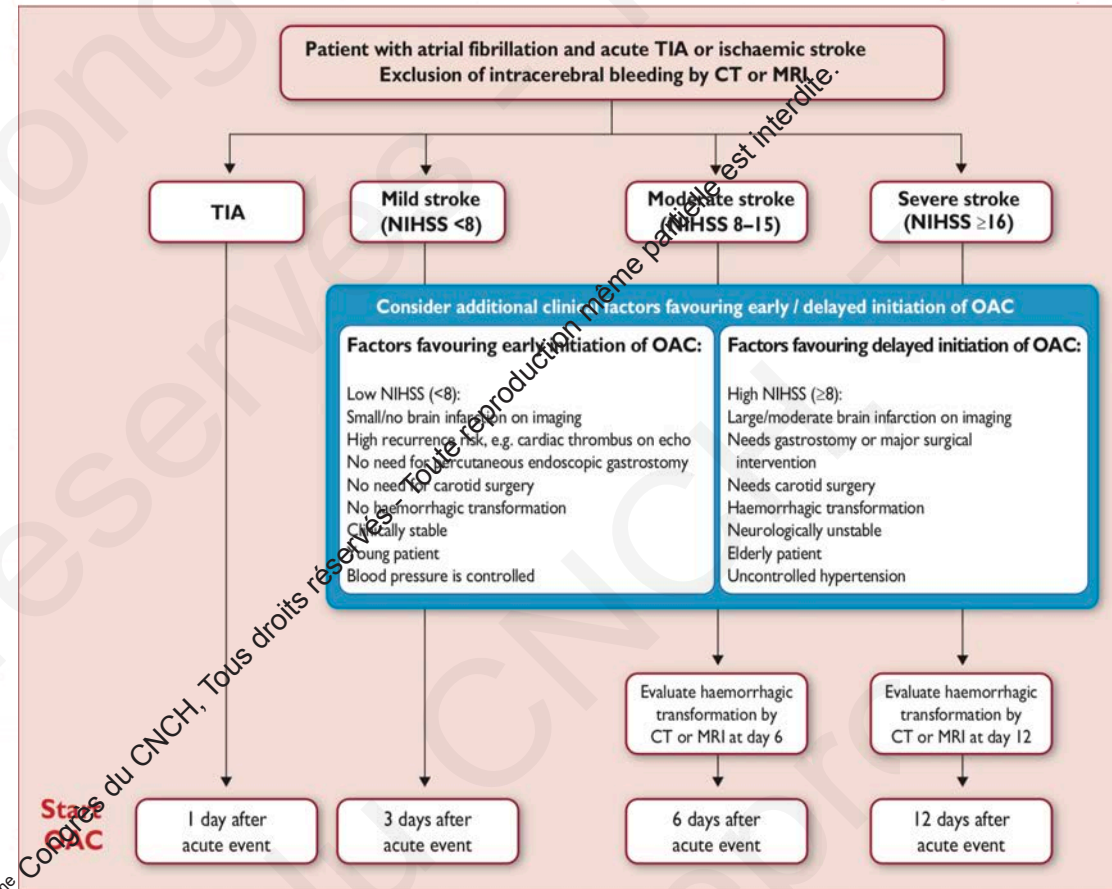 Patient with atrial fibrillation and acute TIA or ischaemic stroke
Exclusion of intracerebral bleeding by CT or MRI
TIA
Mild stroke
(NIHSS <8)
Moderate stroke
(NIHSS 8–15)
Severe stroke
(NIHSS ≥16)
Consider additional clinical factors favouring early / delayed initiation of OAC
Factors favouring early initiation of OAC:
Low NIHSS (<8):
Small/no brain infarction on imaging
High recurrence risk, e.g. cardiac thrombus on echo
No need for percutaneous endoscopic gastrostomy
No need for carotid surgery
No haemorrhagic transformation
Clinically stable
Young patient
Blood pressure is controlled
Factors favouring delayed initiation of OAC:
High NIHSS (≥8):
Large/moderate brain infarction on imaging
Needs gastrostomy or major surgical
intervention
Needs carotid surgery
Haemorrhagic transformation
Neurologically unstable
Elderly patient
Uncontrolled hypertension
Evaluate haemorrhagic
transformation by
CT or MRI at day 6
Evaluate haemorrhagic
transformation by
CT or MRI at day 12
Start
OAC
1 day after
acute event
3 days after
acute event
6 days after
acute event
12 days after
acute event
Congrès du CNCH, Tous droits réservés - Toute reproduction même partielle est interdite.